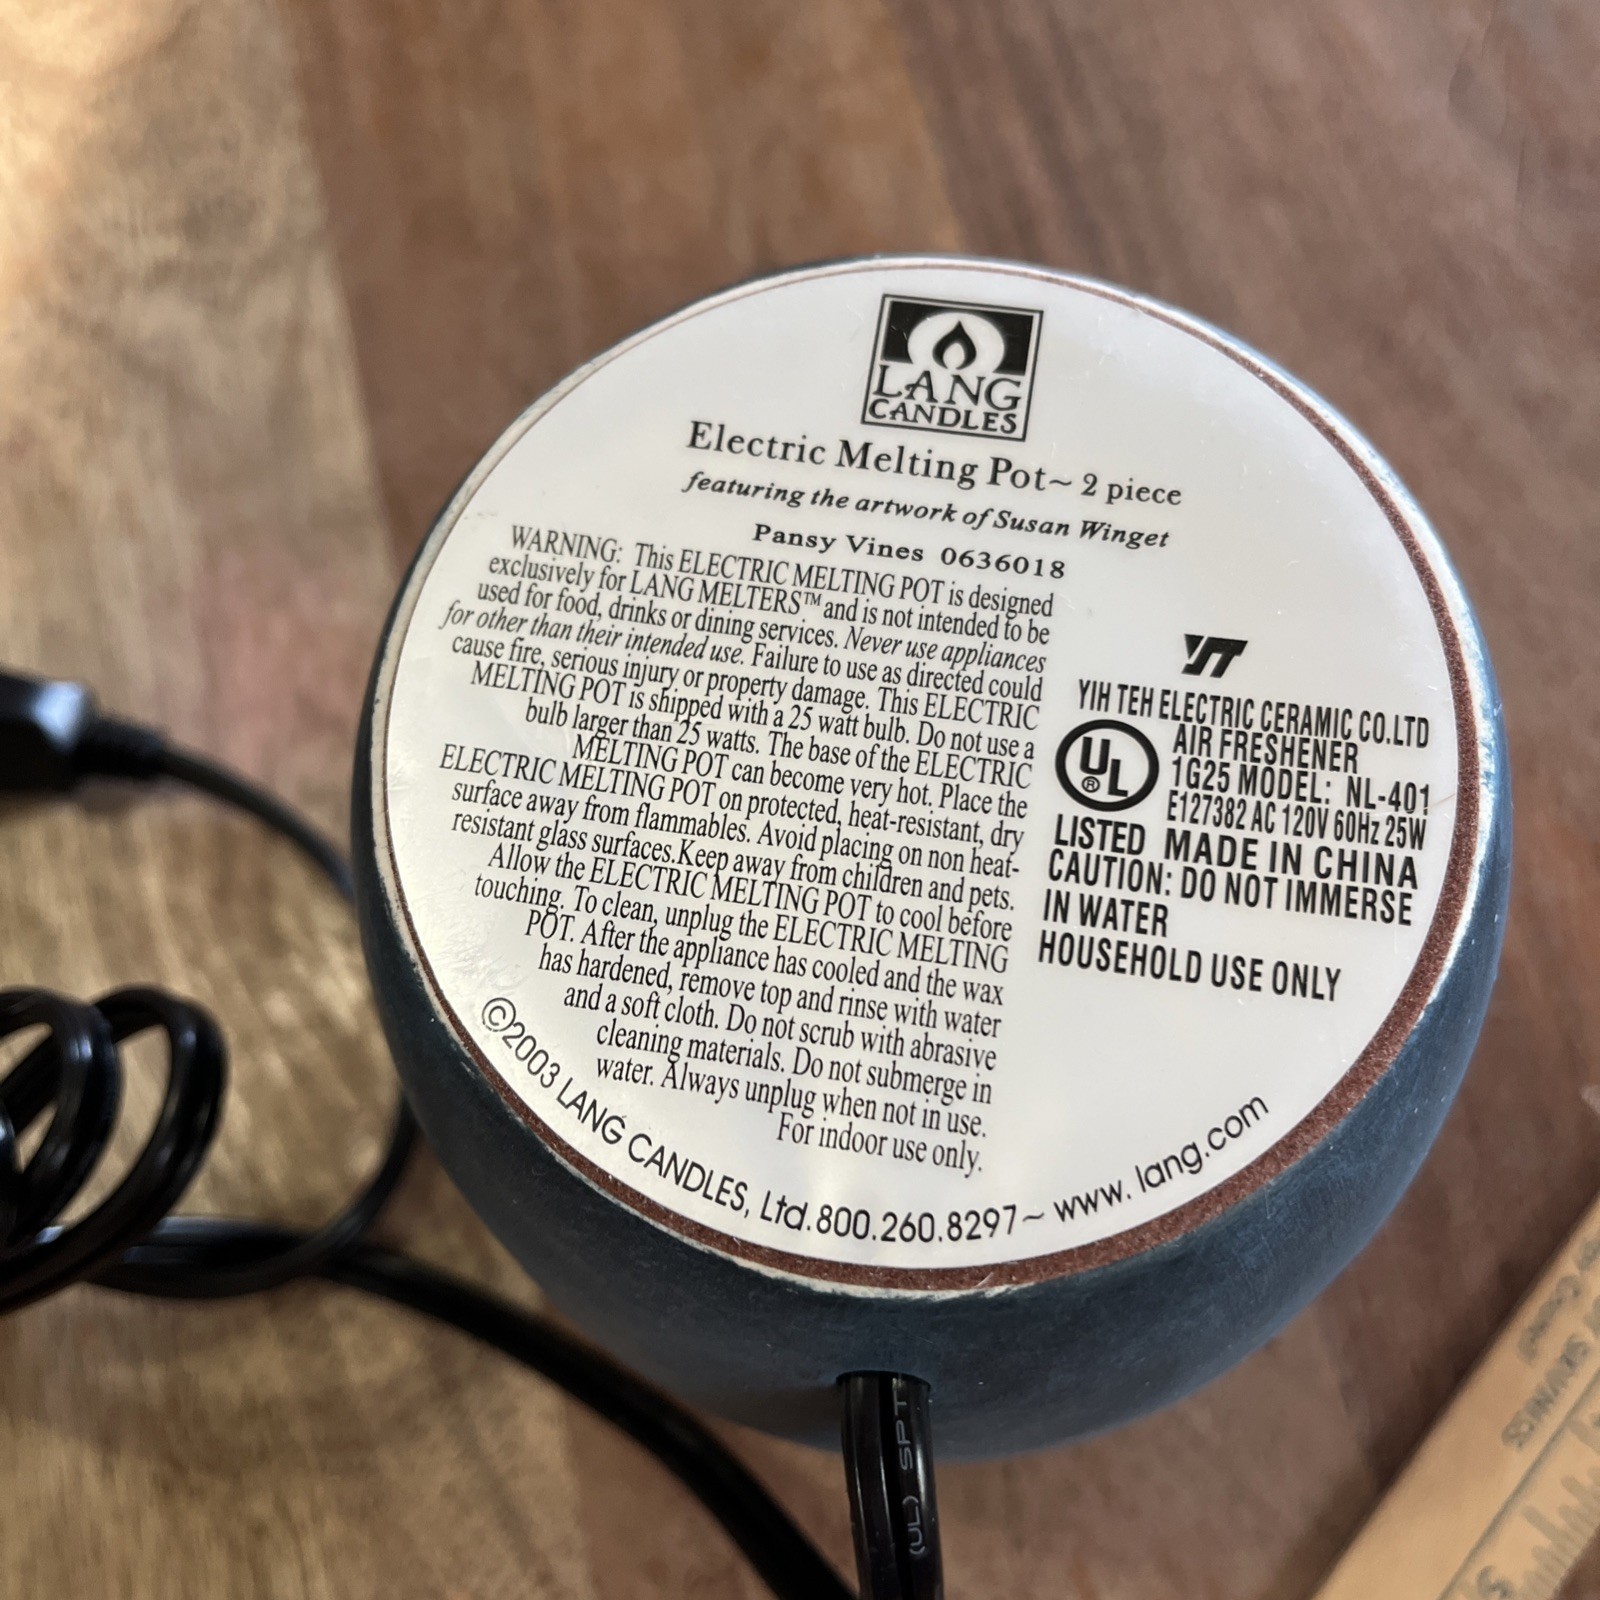 LANG
CANDLES
Electric Melting Pot~ 2 piece
featuring the artwork of Susan Winget
Pansy Vines 0636018
WARNING: This ELECTRIC MELTING POT is designed
exclusively for LANG MELTERS™ and is not intended to be
used for food, drinks or dining services. Never use appliances
for other than their intended use. Failure to use as directed could
cause fire, serious injury or property damage. This ELECTRIC
MELTING POT is shipped with a 25 watt bulb. Do not use a
bulb larger than 25 watts. The base of the ELECTRIC
MELTING POT can become very hot. Place the
ELECTRIC MELTING POT on protected, heat-resistant, dry
surface away from flammables. Avoid placing on non heat-
resistant glass surfaces.Keep away from children and pets.
Allow the ELECTRIC MELTING POT to cool before
touching. To clean, unplug the ELECTRIC MELTING
POT. After the appliance has cooled and the wax
has hardened, remove top and rinse with water
and a soft cloth. Do not scrub with abrasive
cleaning materials. Do not submerge in
water. Always unplug when not in use.
For indoor use only.
YT
YIH TEH ELECTRIC CERAMIC CO.LTD
UL ®
AIR FRESHENER
1G25 MODEL: NL-401
E127382 AC 120V 60Hz 25W
LISTED MADE IN CHINA
CAUTION: DO NOT IMMERSE
IN WATER
HOUSEHOLD USE ONLY
©2003 LANG CANDLES, Ltd.800.260.8297~ www. lang.com
(UL) SPT